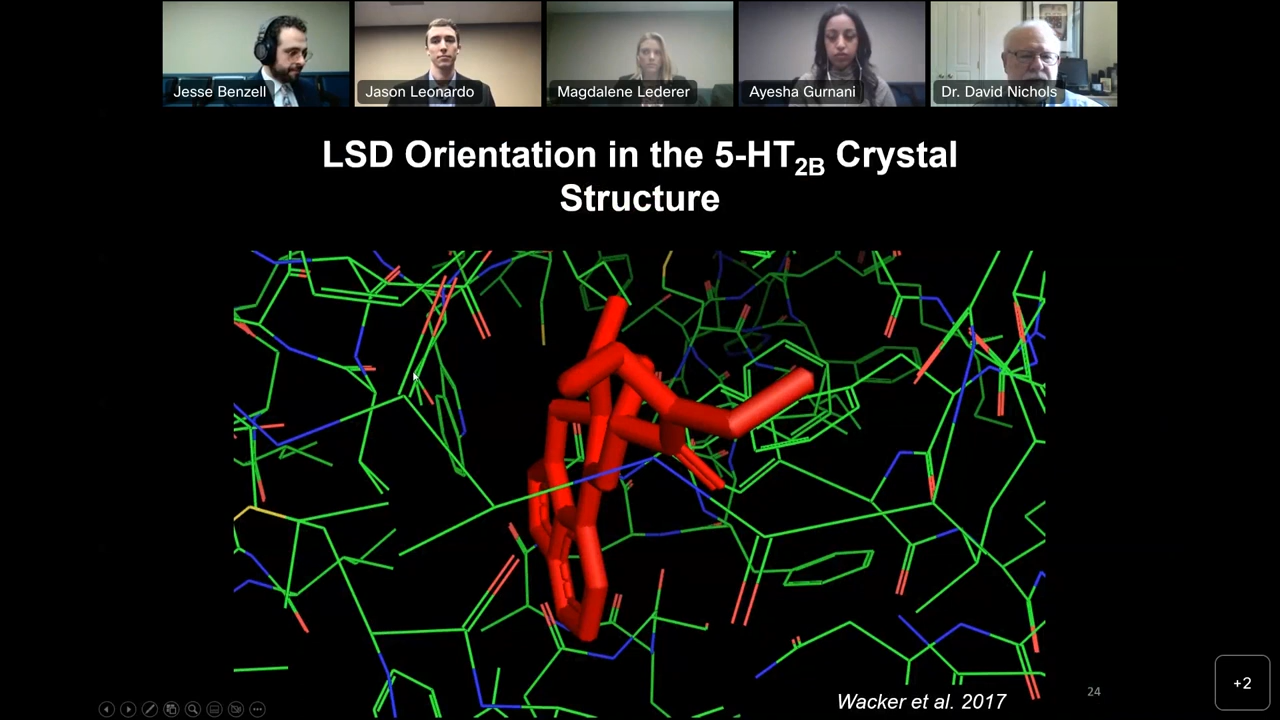 Jesse Benzell
Jason Leonardo
Magdalene Lederer
Ayesha Gurnani
Dr. David Nichols
LSD Orientation in the 5-HT2B Crystal
Structure
Wacker et al. 2017
24
+2